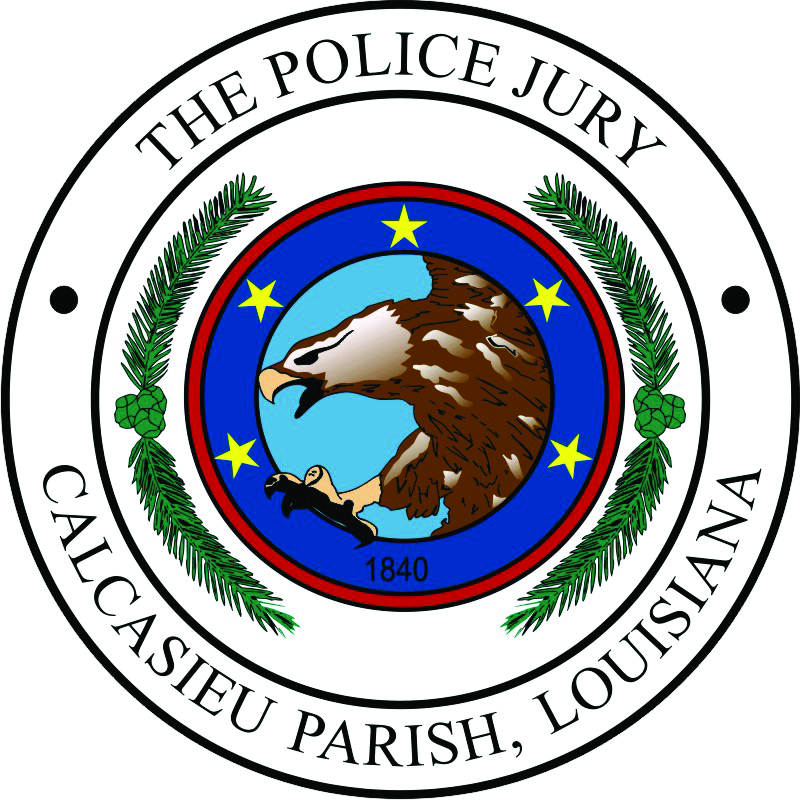 THE POLICE JURY
1840
CALCASIEU PARISH, LOUISIANA